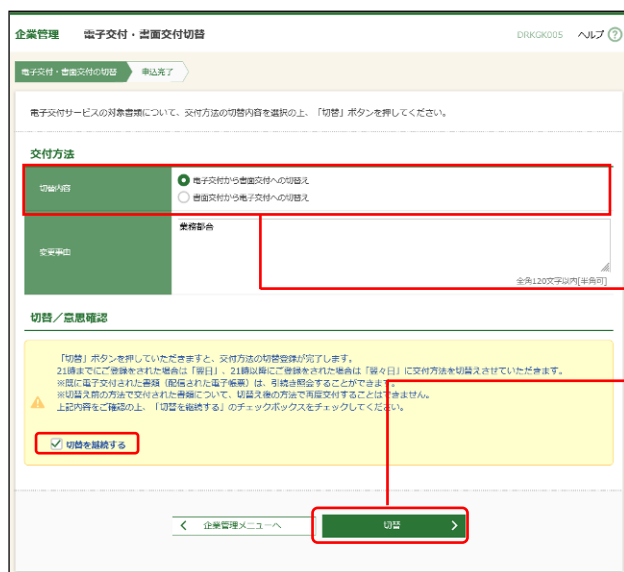 企業管理 電子交付・書面交付切替
DRKGK005 ヘルプ ?
電子交付・書面交付の切替 申込完了
電子交付サービスの対象書類について、交付方法の切替内容を選択の上、「切替」ボタンを押してください。
交付方法
切替内容
電子交付から書面交付への切替え
書面交付から電子交付への切替え
変更事由
業務都合
全角120文字以内[半角可]
切替／意思確認
「切替」ボタンを押していただきますと、交付方法の切替登録が完了します。
21時までにご登録をされた場合は「翌日」、21時以降にご登録をされた場合は「翌々日」に交付方法を切替えさせていただきます。
※既に電子交付された書類（配信された電子帳票）は、引続き照会することができます。
※切替え前の方法で交付された書類について、切替え後の方法で再度交付することはできません。
上記内容をご確認の上、「切替を継続する」のチェックボックスをチェックしてください。
切替を継続する
企業管理メニューへ
切替